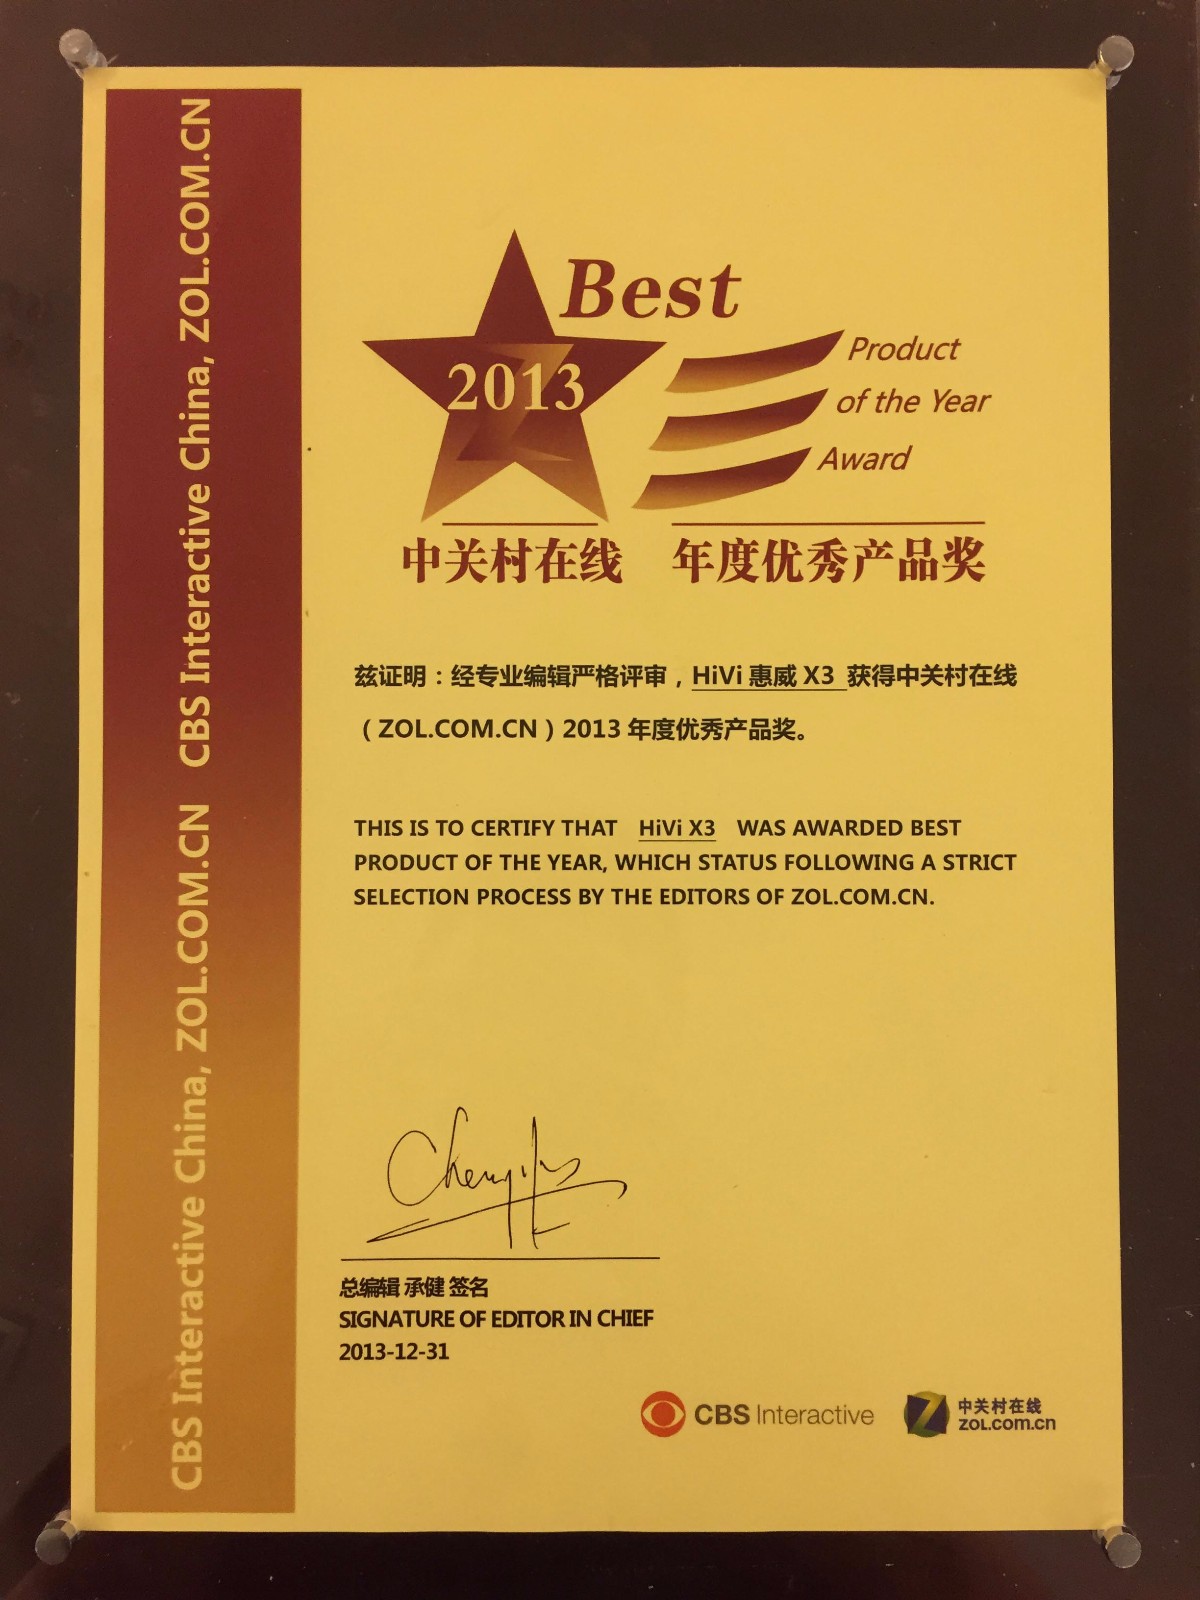 CBS Interactive China, ZOL.COM.CN CBS Interactive China, ZOL.COM.CN
Best
2013
Product
of the Year
Award
中关村在线 年度优秀产品奖
兹证明：经专业编辑严格评审，HiVi 惠威 X3 获得中关村在线
（ZOL.COM.CN）2013 年度优秀产品奖。
THIS IS TO CERTIFY THAT HiVi X3 WAS AWARDED BEST
PRODUCT OF THE YEAR, WHICH STATUS FOLLOWING A STRICT
SELECTION PROCESS BY THE EDITORS OF ZOL.COM.CN.
总编辑 承健 签名
SIGNATURE OF EDITOR IN CHIEF
2013-12-31
CBS Interactive
中关村在线
ZOL.com.cn